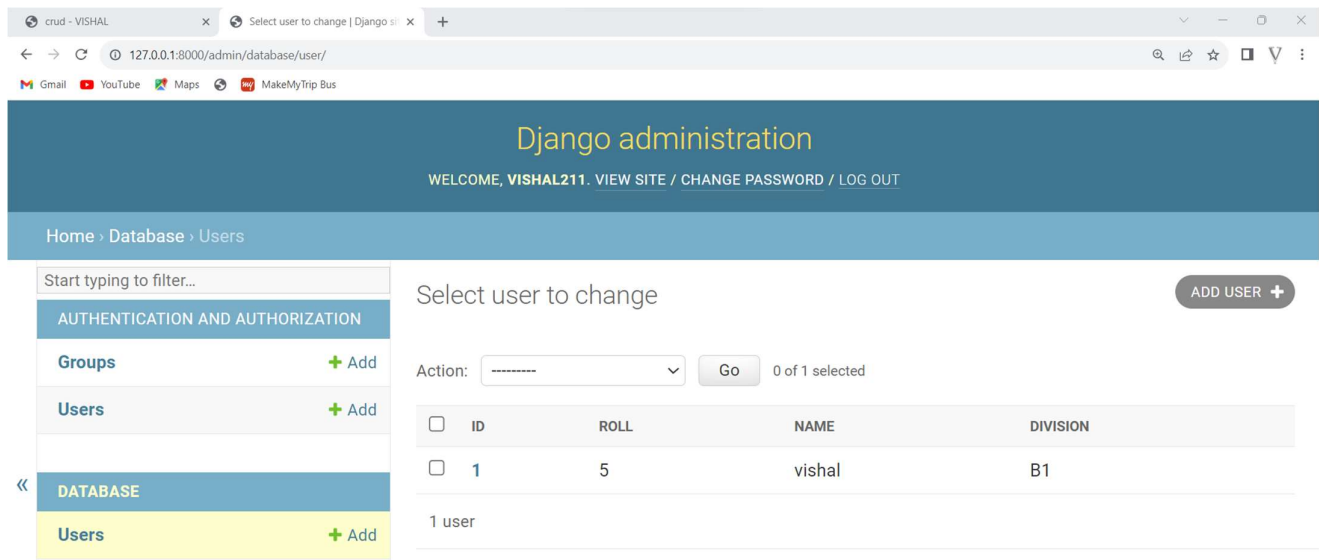 crud - VISHAL
Select user to change | Django si
127.0.0.1:8000/admin/database/user/
Gmail YouTube Maps MakeMyTrip Bus
Django administration
WELCOME, VISHAL211. VIEW SITE / CHANGE PASSWORD / LOG OUT
Home › Database › Users
Start typing to filter...
AUTHENTICATION AND AUTHORIZATION
Groups + Add
Users + Add
«
DATABASE
Users + Add
Select user to change
ADD USER +
Action: --------- Go 0 of 1 selected
ID ROLL NAME DIVISION
1 5 vishal B1
1 user